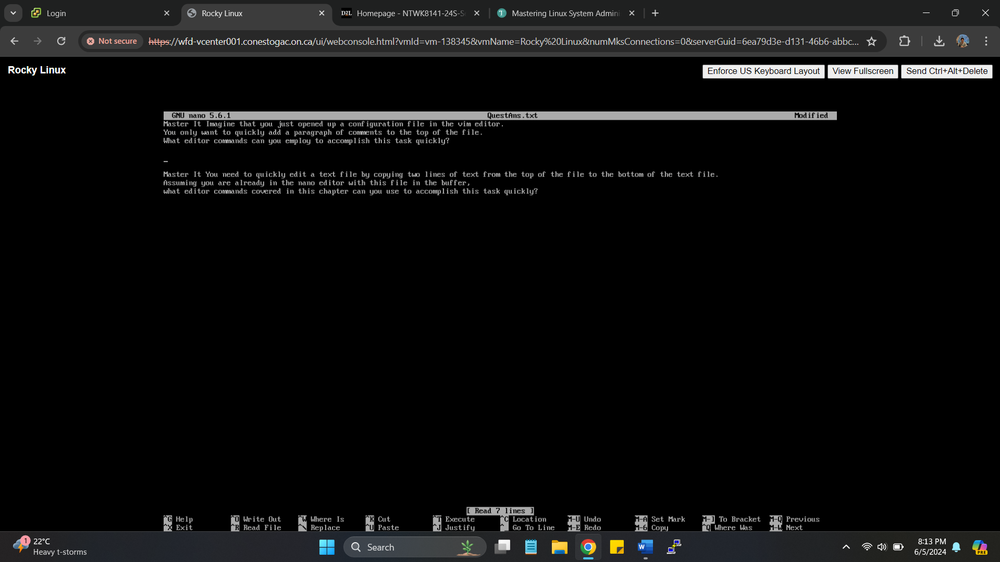 Login
Rocky Linux
D2L Homepage - NTWK8141-24S-S
Mastering Linux System Admini
Not secure
https://wfd-vcenter001.conestogac.on.ca/ui/webconsole.html?vmId=vm-138345&vmName=Rocky%20Linux&numMksConnections=0&serverGuid=6ea79d3e-d131-46b6-abbc...
Rocky Linux
Enforce US Keyboard Layout
View Fullscreen
Send Ctrl+Alt+Delete
GNU nano 5.6.1 QuestAns.txt Modified
Master It Imagine that you just opened up a configuration file in the vim editor.
You only want to quickly add a paragraph of comments to the top of the file.
What editor commands can you employ to accomplish this task quickly?
Master It You need to quickly edit a text file by copying two lines of text from the top of the file to the bottom of the text file.
Assuming you are already in the nano editor with this file in the buffer,
what editor commands covered in this chapter can you use to accomplish this task quickly?
[ Read 7 lines ]
^G Help ^O Write Out ^W Where Is ^K Cut ^T Execute ^C Location M-U Undo M-A Set Mark M-] To Bracket M-Q Previous
^X Exit ^R Read File ^\ Replace ^U Paste ^J Justify ^_ Go To Line M-E Redo M-6 Copy ^Q Where Was M-W Next
1
22°C
Heavy t-storms
Search
W
8:13 PM
6/5/2024
PRE